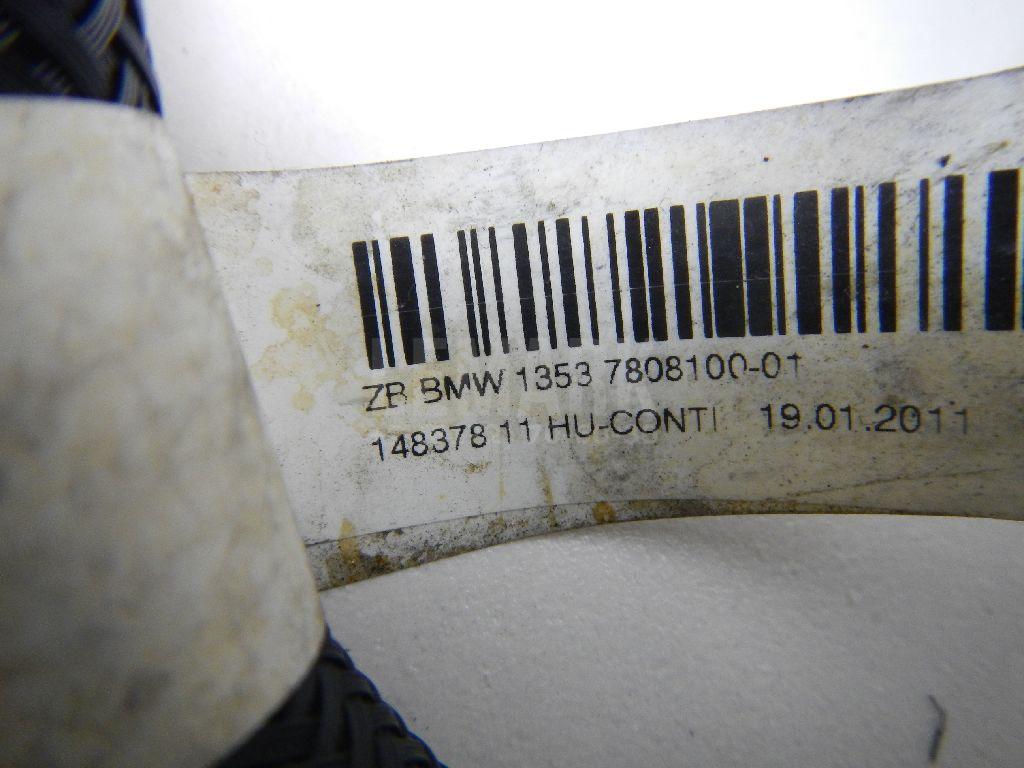 ZB BMW 1353 7808100-01
148378 11 HU-CONTI 19.01.2011